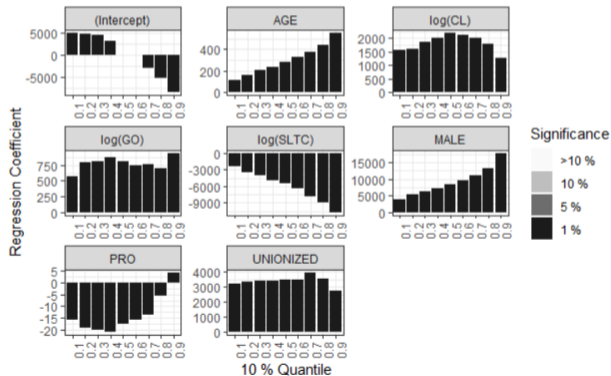 (Intercept) AGE log(CL)
5000
0
-5000
400
200
0
2000
1500
1000
500
0
0.1 0.2 0.3 0.4 0.5 0.6 0.7 0.8 0.9
0.1 0.2 0.3 0.4 0.5 0.6 0.7 0.8 0.9
0.1 0.2 0.3 0.4 0.5 0.6 0.7 0.8 0.9
log(GO) log(SLTC) MALE
750
500
250
0
0
-3000
-6000
-9000
15000
10000
5000
0
0.1 0.2 0.3 0.4 0.5 0.6 0.7 0.8 0.9
0.1 0.2 0.3 0.4 0.5 0.6 0.7 0.8 0.9
0.1 0.2 0.3 0.4 0.5 0.6 0.7 0.8 0.9
PRO UNIONIZED
5
0
-5
-10
-15
-20
4000
3000
2000
1000
0
0.1 0.2 0.3 0.4 0.5 0.6 0.7 0.8 0.9
0.1 0.2 0.3 0.4 0.5 0.6 0.7 0.8 0.9
Regression Coefficient
10 % Quantile
Significance
>10 %
10 %
5 %
1 %